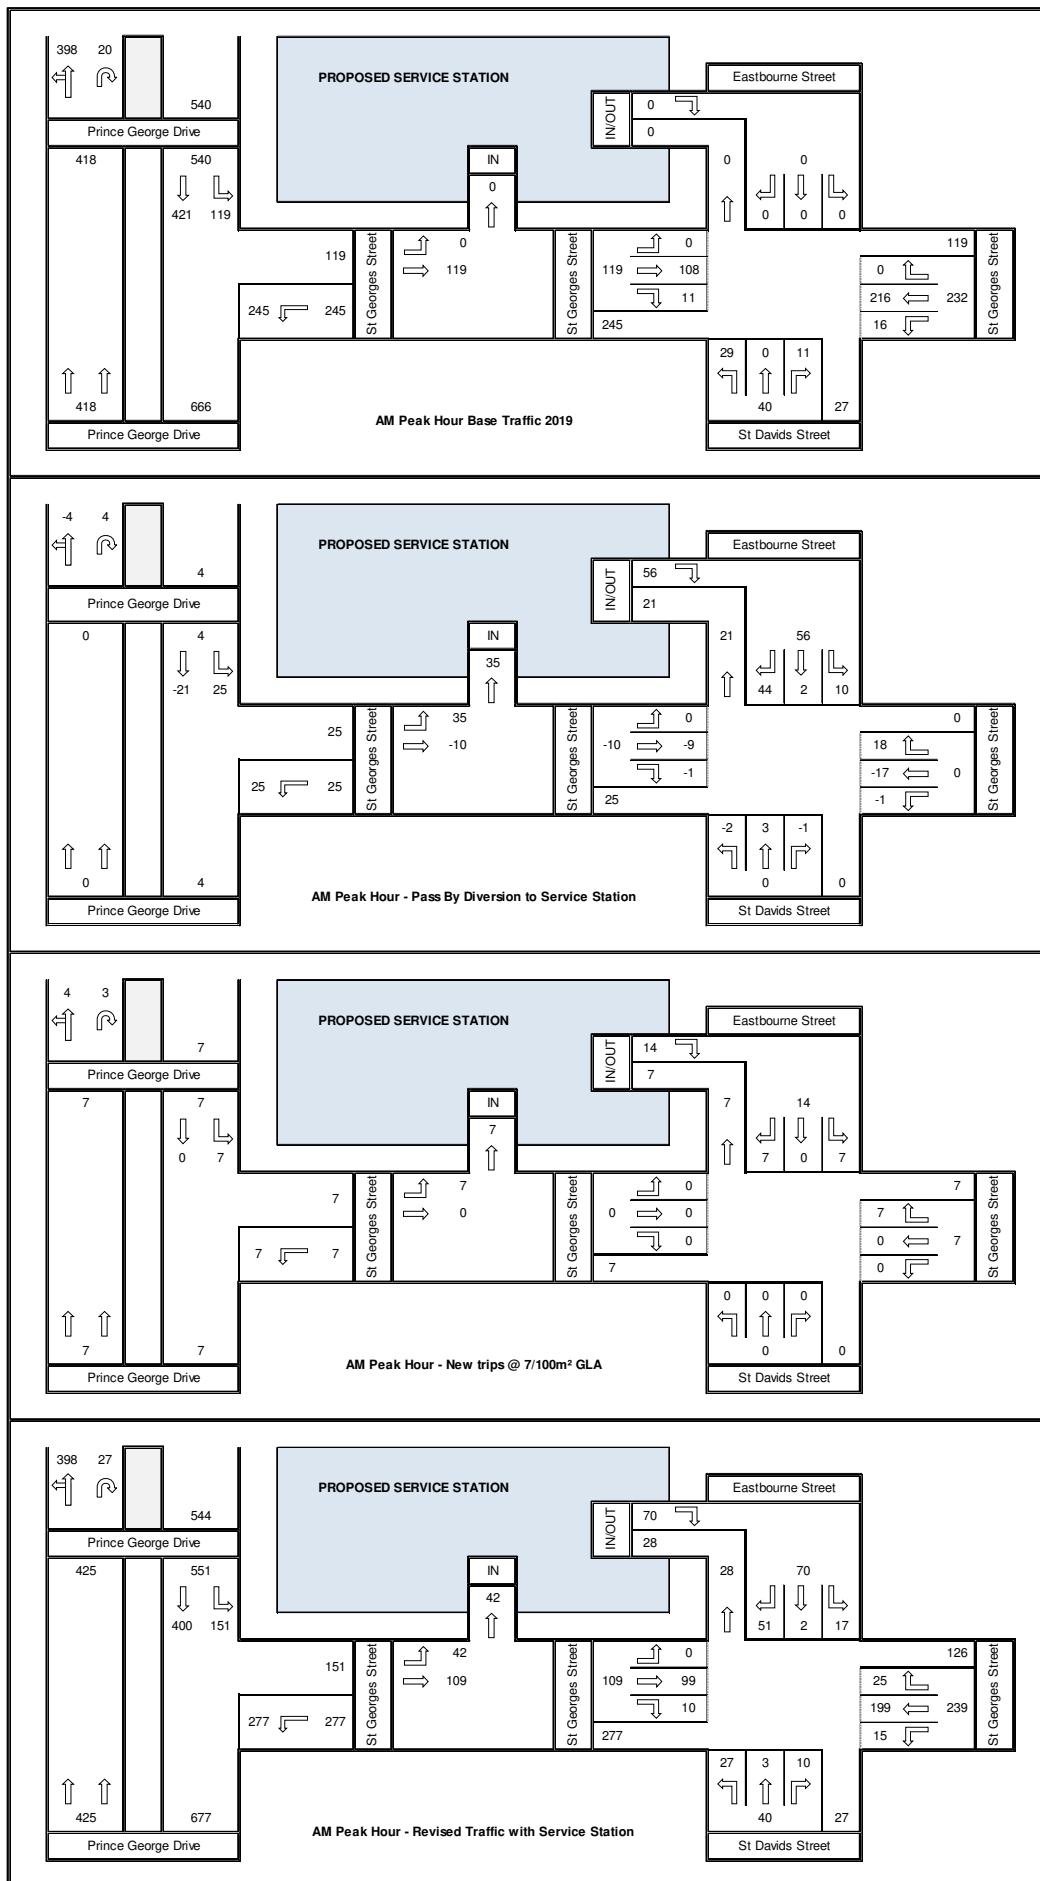 398 20
PROPOSED SERVICE STATION
Eastbourne Street
540
IN/OUT
0
0
Prince George Drive
418 540
IN
0
0 0
421 119
0 0 0
119
St Georges Street
0
119
St Georges Street
0
119 108
11
245
119
0
216 232
16
St Georges Street
245 245
29 0 11
418 666
40 27
AM Peak Hour Base Traffic 2019
Prince George Drive
St Davids Street
-4 4
PROPOSED SERVICE STATION
Eastbourne Street
4
IN/OUT
56
21
Prince George Drive
0 4
IN
35
21 56
-21 25
44 2 10
25
St Georges Street
35
-10
St Georges Street
0
-10 -9
-1
25
0
18
-17 0
-1
St Georges Street
25 25
-2 3 -1
0 4
0 0
AM Peak Hour - Pass By Diversion to Service Station
Prince George Drive
St Davids Street
4 3
PROPOSED SERVICE STATION
Eastbourne Street
7
IN/OUT
14
7
Prince George Drive
7 7
IN
7
7 14
0 7
7 0 7
7
St Georges Street
7
0
St Georges Street
0
0 0
0
7
7
7
0 7
0
St Georges Street
7 7
0 0 0
7 7
0 0
AM Peak Hour - New trips @ 7/100m² GLA
Prince George Drive
St Davids Street
398 27
PROPOSED SERVICE STATION
Eastbourne Street
544
IN/OUT
70
28
Prince George Drive
425 551
IN
42
28 70
400 151
51 2 17
151
St Georges Street
42
109
St Georges Street
0
109 99
10
277
126
25
199 239
15
St Georges Street
277 277
27 3 10
425 677
40 27
AM Peak Hour - Revised Traffic with Service Station
Prince George Drive
St Davids Street